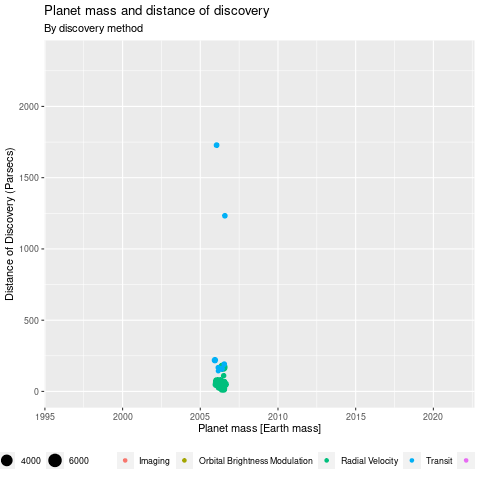 Planet mass and distance of discovery
By discovery method
Distance of Discovery (Parsecs)
2000
1500
1000
500
0
1995 2000 2005 2010 2015 2020
Planet mass [Earth mass]
4000 6000 Imaging Orbital Brightness Modulation Radial Velocity Transit